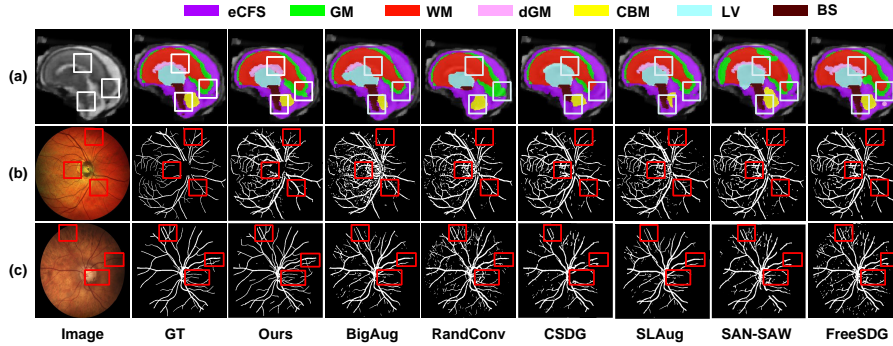 eCFS GM WM dGM CBM LV BS
(a)
(b)
(c)
Image GT Ours BigAug RandConv CSDG SLAug SAN-SAW FreeSDG